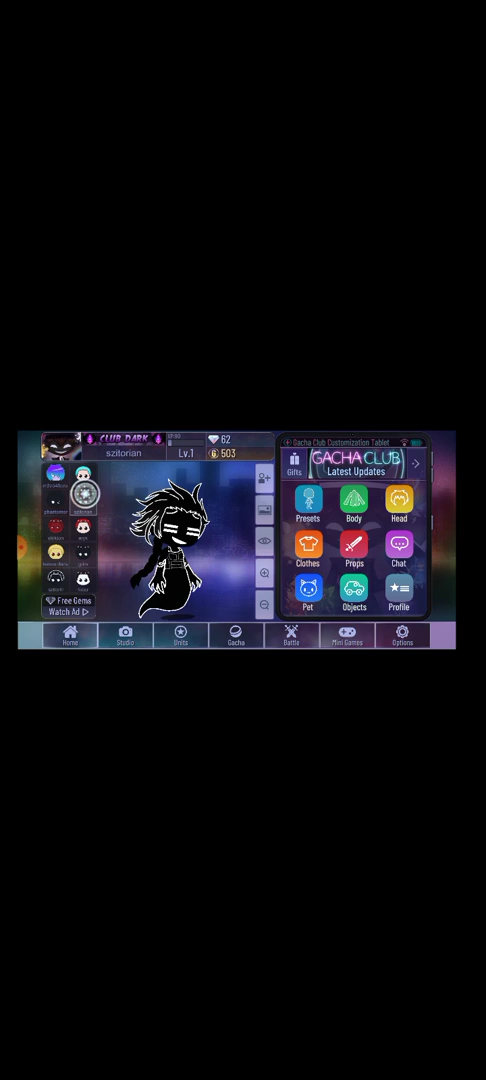 CLUB DARK
szitorian
Lv.1
62
503
Gacha Club Customization Tablet
Gifts
GACHA CLUB
Latest Updates
Presets
Body
Head
Clothes
Props
Chat
Pet
Objects
Profile
Free Gems
Watch Ad
Home
Studio
Units
Gacha
Battle
Mini Games
Options